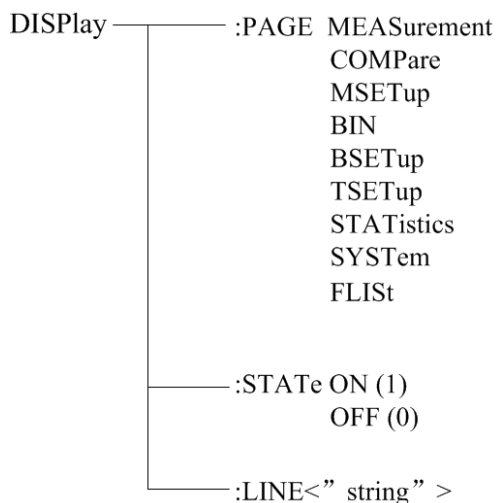 DISPlay :PAGE MEASurement
COMPare
MSETup
BIN
BSETup
TSETup
STATistics
SYSTem
FLISt
:STATe ON (1)
OFF (0)
:LINE<” string” >